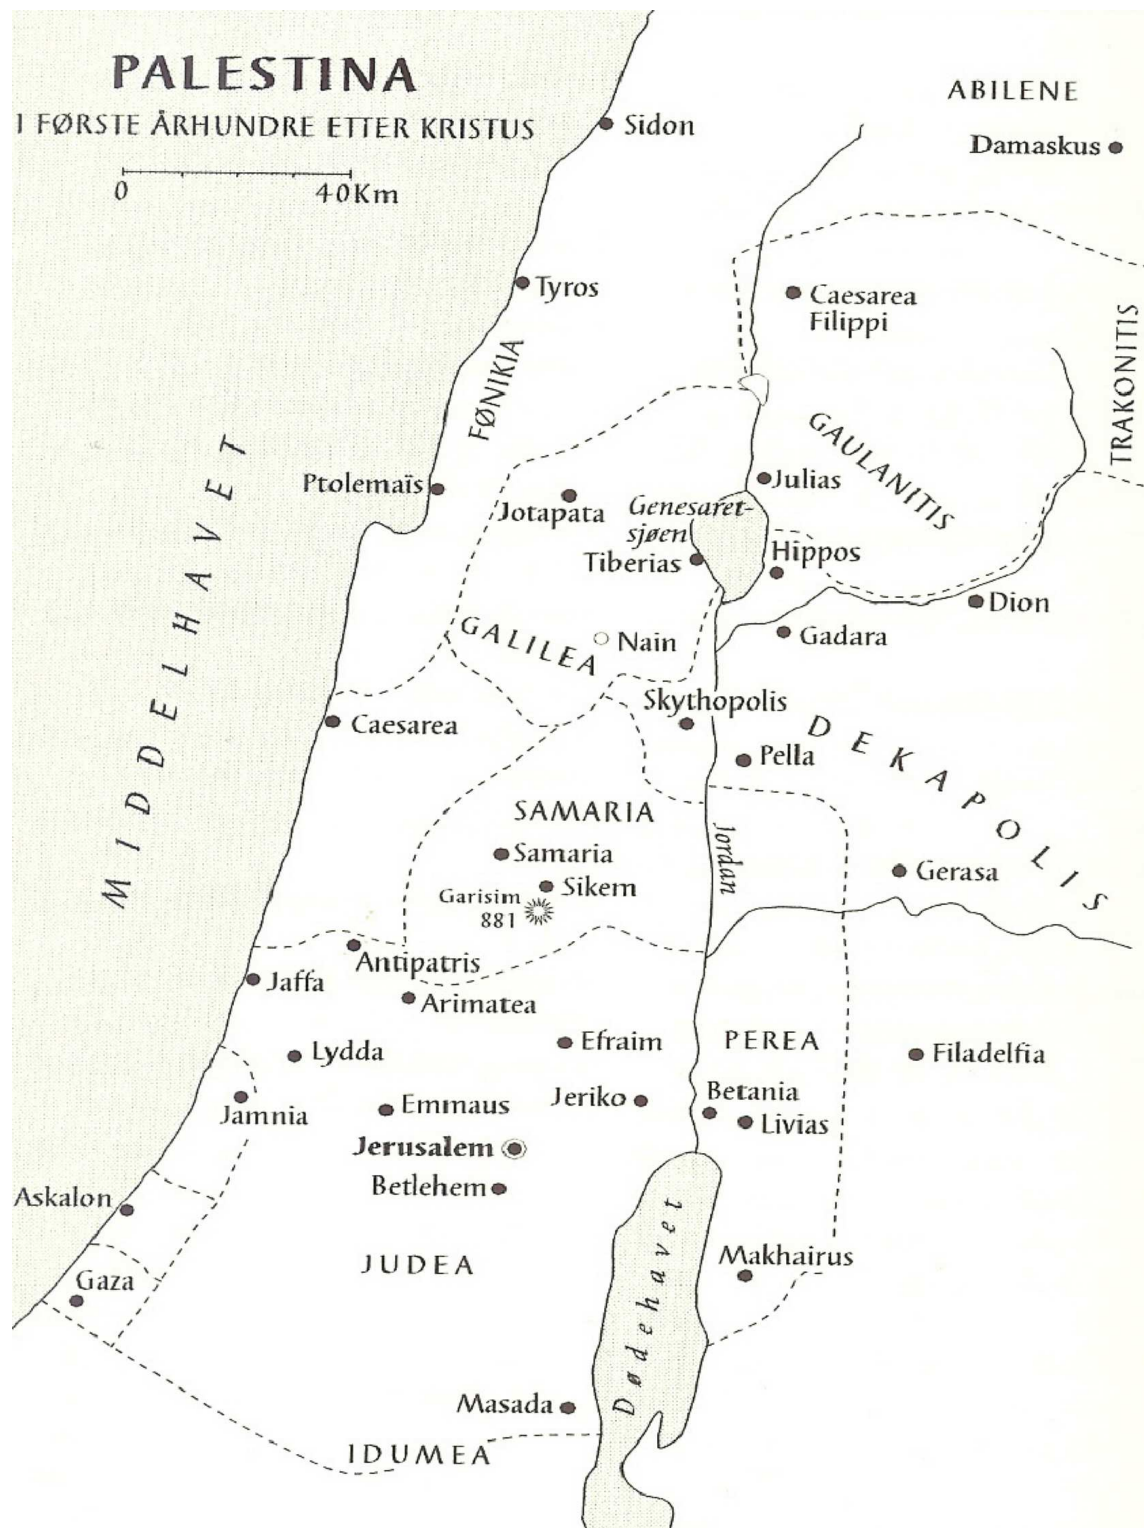 PALESTINA
I FØRSTE ÅRHUNDRE ETTER KRISTUS
0 40Km
ABILENE
Sidon
Damaskus
Tyros
Caesarea
Filippi
TRAKONITIS
FØNIKIA
GAULANITIS
Ptolemaïs
Julias
Jotapata
Genesaret-
sjøen
Hippos
Tiberias
Dion
MIDDELHAVET
GALILEA
Nain
Gadara
Skythopolis
Caesarea
Pella
DEKAPOLIS
SAMARIA
Jordan
Samaria
Gerasa
Sikem
Garisim
881
Antipatris
Jaffa
Arimatea
Efraim
PEREA
Lydda
Filadelfia
Jeriko
Betania
Jamnia
Emmaus
Livias
Jerusalem
Betlehem
Askalon
Dødehavet
JUDEA
Makhairus
Gaza
Masada
IDUMEA